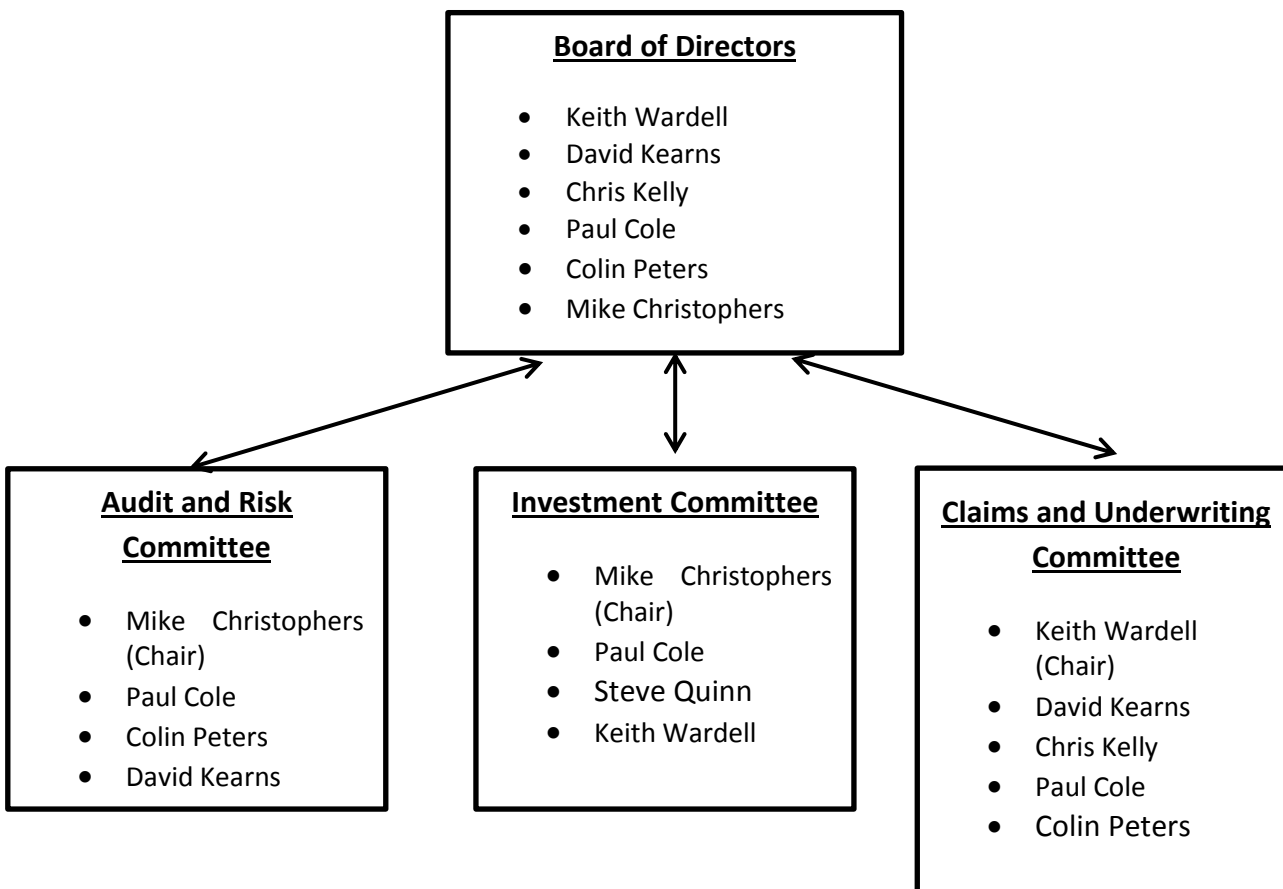 Board of Directors
• Keith Wardell
• David Kearns
• Chris Kelly
• Paul Cole
• Colin Peters
• Mike Christophers
Audit and Risk
Committee
• Mike Christophers
(Chair)
• Paul Cole
• Colin Peters
• David Kearns
Investment Committee
• Mike Christophers
(Chair)
• Paul Cole
• Steve Quinn
• Keith Wardell
Claims and Underwriting
Committee
• Keith Wardell
(Chair)
• David Kearns
• Chris Kelly
• Paul Cole
• Colin Peters